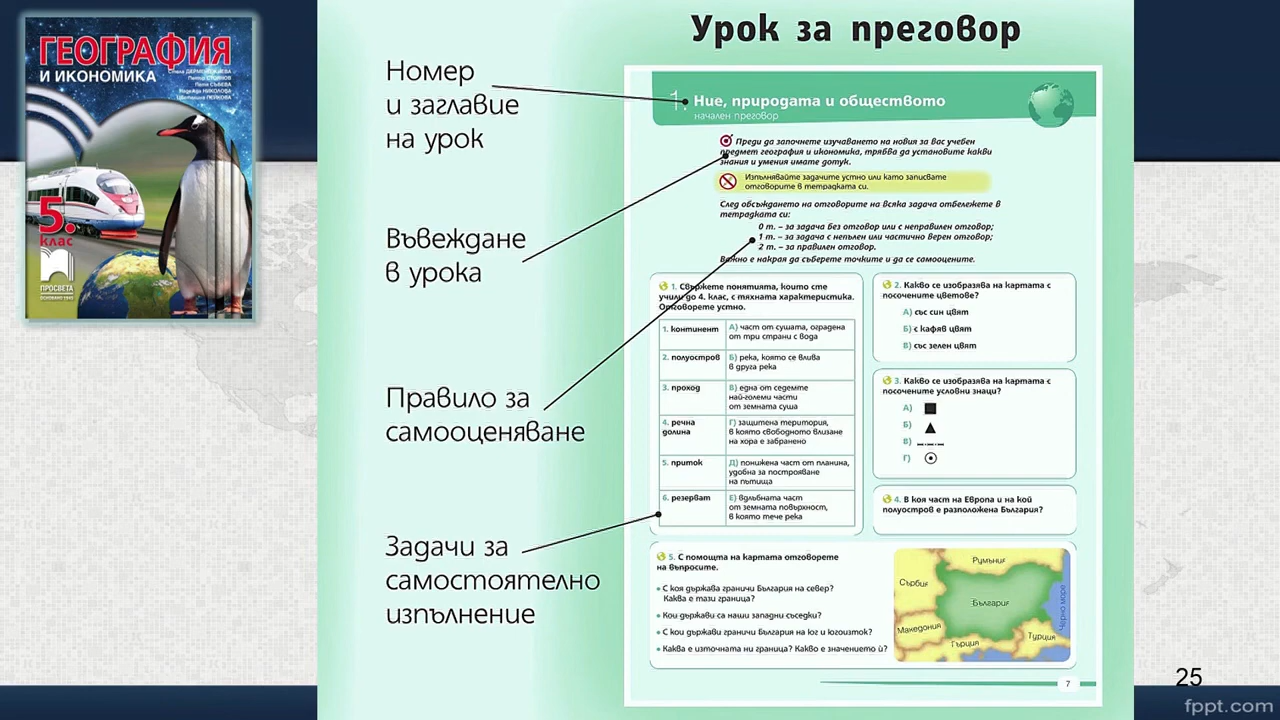 ГЕОГРАФИЯ
И ИКОНОМИКА
5.
клас
ПРОСВЕТА
ОСНОВАНО 1945
Урок за преговор
Номер
и заглавие
на урок
Въвеждане
в урока
Правило за
самооценяване
Задачи за
самостоятелно
изпълнение
1. Ние, природата и обществото
начален преговор
Преди да започнете изучаването на новия за вас учебен
предмет география и икономика, трябва да установите какви
знания и умения имате дотук.
Изпълнявайте задачите устно или като записвате
отговорите в тетрадката си.
След обсъждането на отговорите на всяка задача отбележете в
тетрадката си:
0 т. – за задача без отговор или с неправилен отговор;
1 т. – за задача с непълен или частично верен отговор;
2 т. – за правилен отговор.
Важно е накрая да съберете точките и да се самооцените.
1. Свържете понятията, които сте
учили до 4. клас, с тяхната характеристика.
Отговорете устно.
1. континент
А) част от сушата, оградена
от три страни с вода
2. полуостров
Б) река, която се влива
в друга река
3. проход
В) една от седемте
най-големи части
от земната суша
4. речна
долина
Г) защитена територия,
в която свободното влизане
на хора е забранено
5. приток
Д) понижена част от планина,
удобна за построяване
на пътища
6. резерват
Е) вдлъбната част
от земната повърхност,
в която тече река
2. Какво се изобразява на картата с
посочените цветове?
А) със син цвят
Б) с кафяв цвят
В) със зелен цвят
3. Какво се изобразява на картата с
посочените условни знаци?
А)
Б)
В)
Г)
4. В коя част на Европа и на кой
полуостров е разположена България?
5. С помощта на картата отговорете
на въпросите.
• С коя държава граничи България на север?
Каква е тази граница?
• Кои държави са наши западни съседки?
• С кои държави граничи България на юг и югоизток?
• Каква е източната ни граница? Какво е значението ѝ?
Румъния
Сърбия
България
Черно море
Македония
Гърция
Турция
7
25
fppt.com